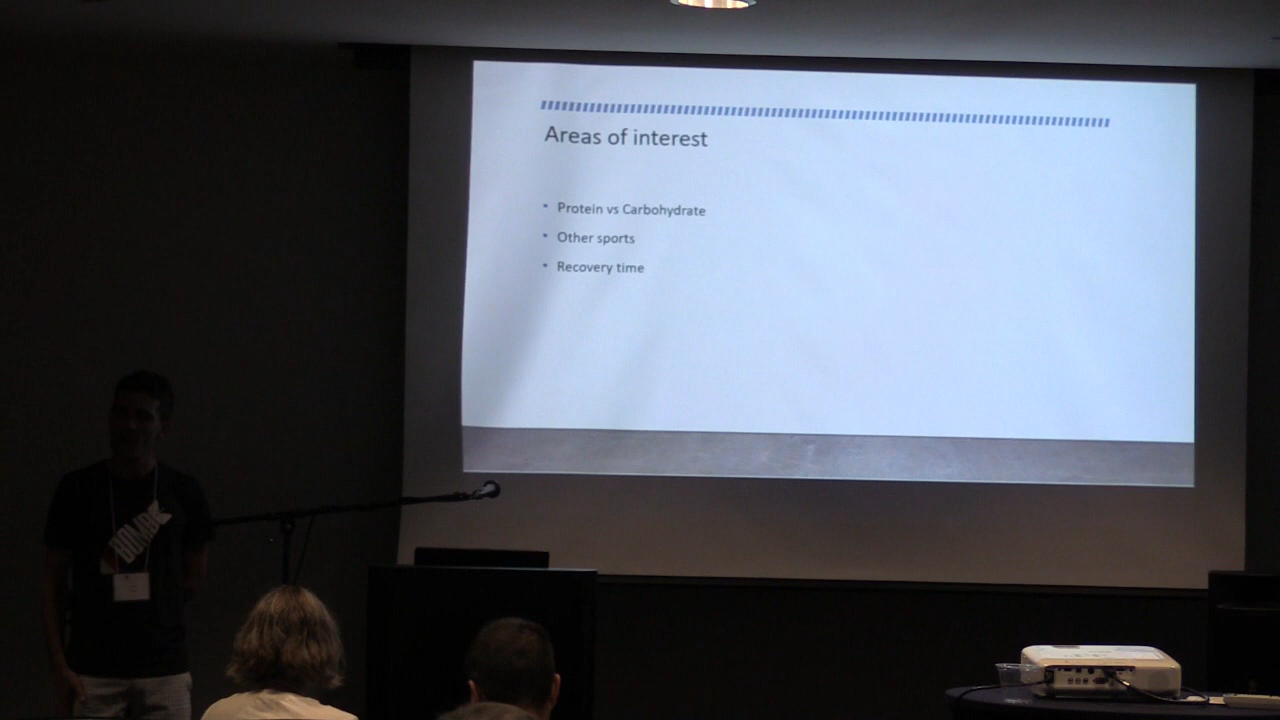 Areas of interest
Protein vs Carbohydrate
Other sports
Recovery time